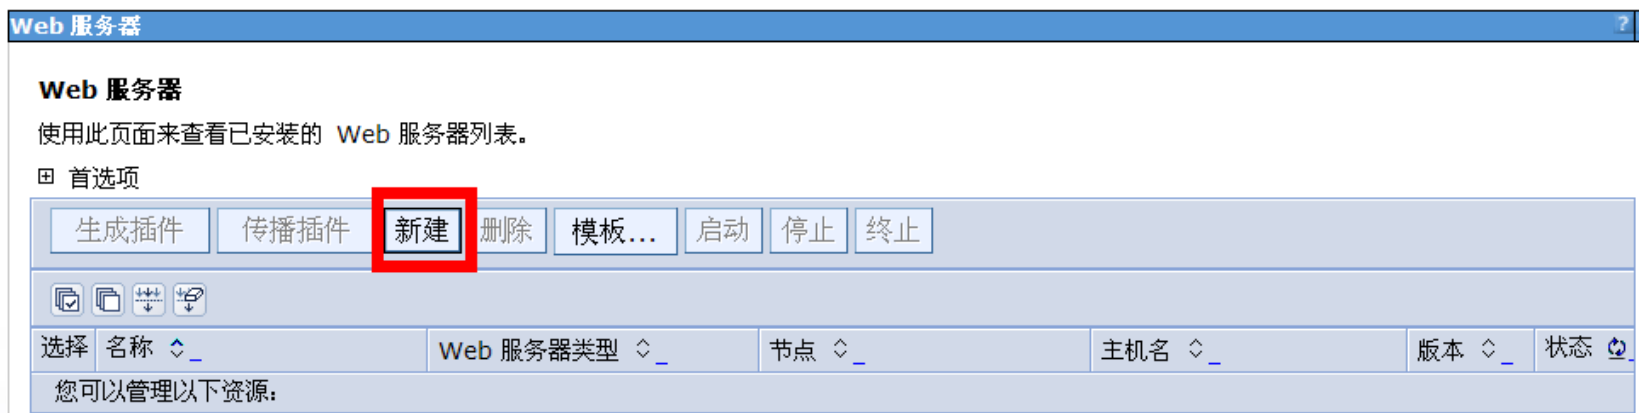 Web 服务器 ?
Web 服务器
使用此页面来查看已安装的 Web 服务器列表。
首选项
生成插件 传播插件 新建 删除 模板... 启动 停止 终止
选择 名称 Web 服务器类型 节点 主机名 版本 状态
您可以管理以下资源: